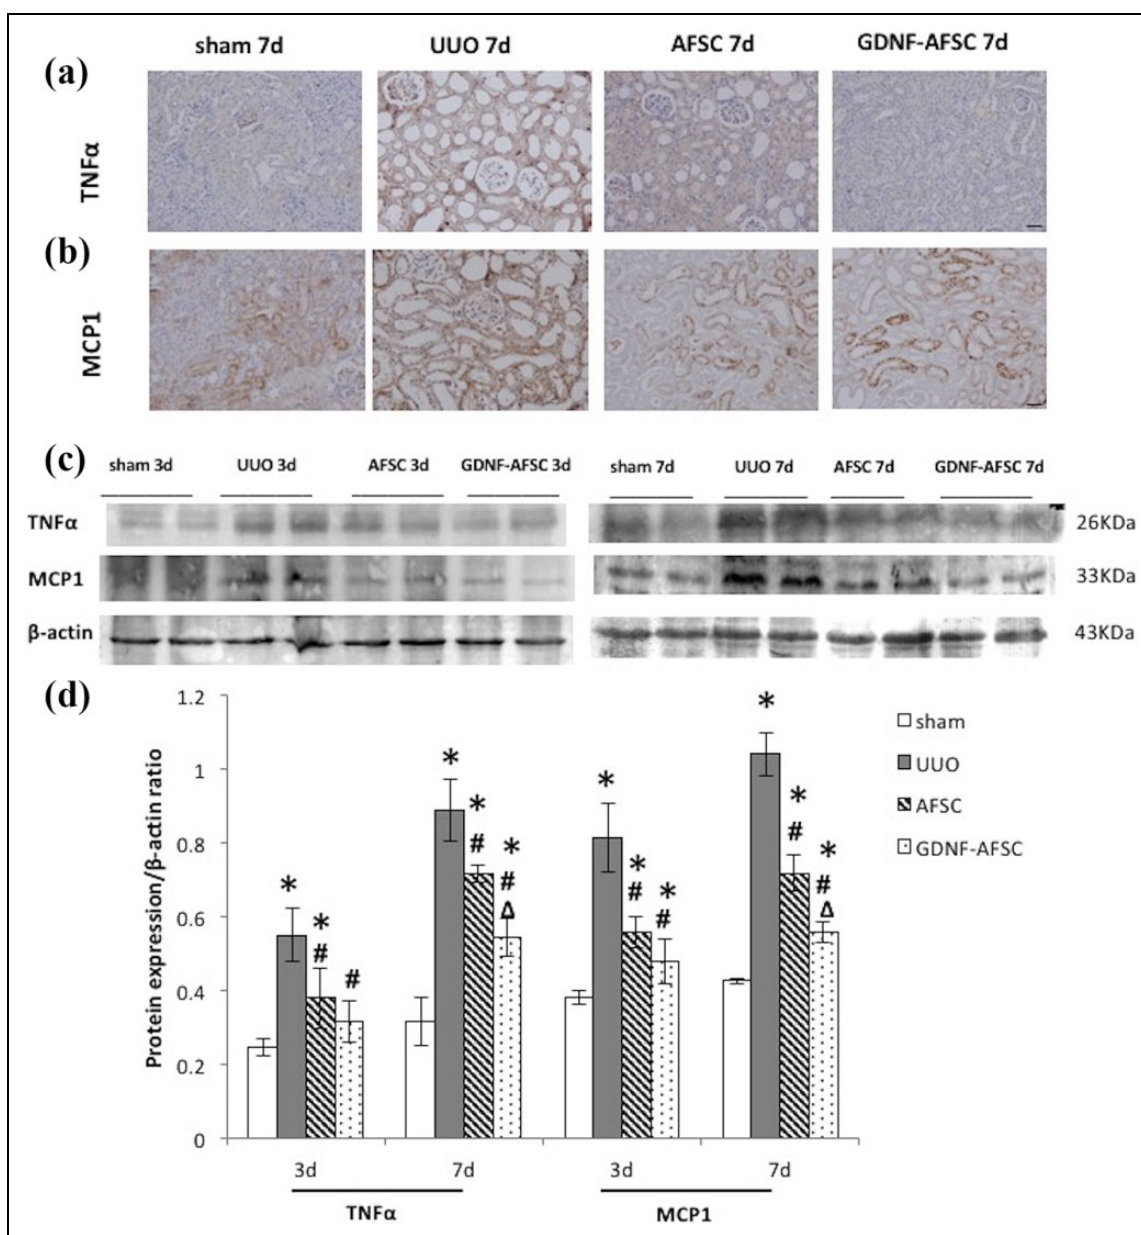 sham 7d UUO 7d AFSC 7d GDNF-AFSC 7d
(a)
TNFα
(b)
MCP1
(c)
sham 3d UUO 3d AFSC 3d GDNF-AFSC 3d sham 7d UUO 7d AFSC 7d GDNF-AFSC 7d
TNFα 26KDa
MCP1 33KDa
β-actin 43KDa
(d)
Protein expression/β-actin ratio
1.2
1
0.8
0.6
0.4
0.2
0
* * # # * * # * # Δ * * # * # * * # * # Δ
sham
UUO
AFSC
GDNF-AFSC
3d 7d 3d 7d
TNFα MCP1